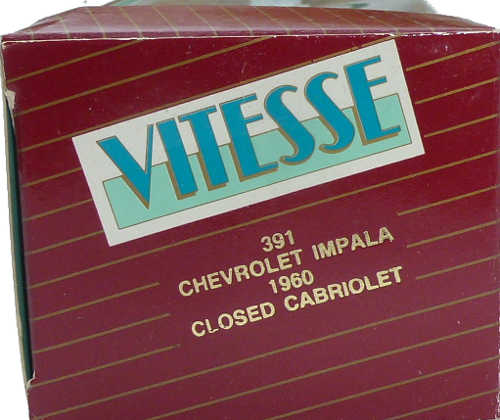 VITESSE
391
CHEVROLET IMPALA
1960
CLOSED CABRIOLET